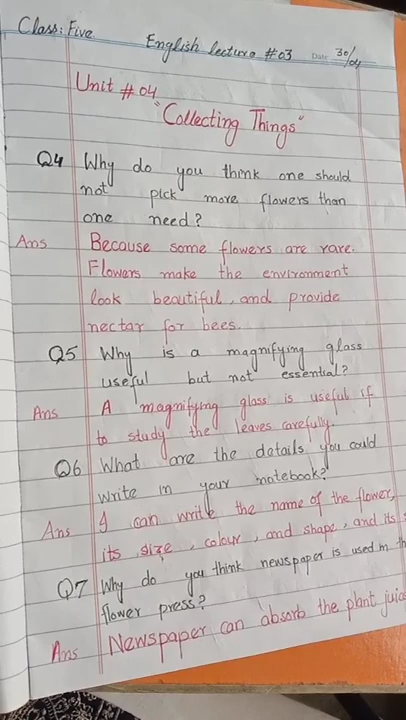 Class: Five
English lecture #03 Date 30/04
Unit # 04
"Collecting Things"
Q4 Why do you think one should
not pick more flowers than
one need?
Ans Because some flowers are rare.
Flowers make the environment
look beautiful, and provide
nectar for bees.
Q5 Why is a magnifying glass
useful but not essential?
Ans A magnifying glass is useful if
to study the leaves carefully.
Q6 What are the datails you could
write in your notebook?
Ans I can write the name of the flower,
its size, colour, and shape, and its
Q7 Why do you think newspaper is used in
flower press?
Ans Newspaper can absorb the plant